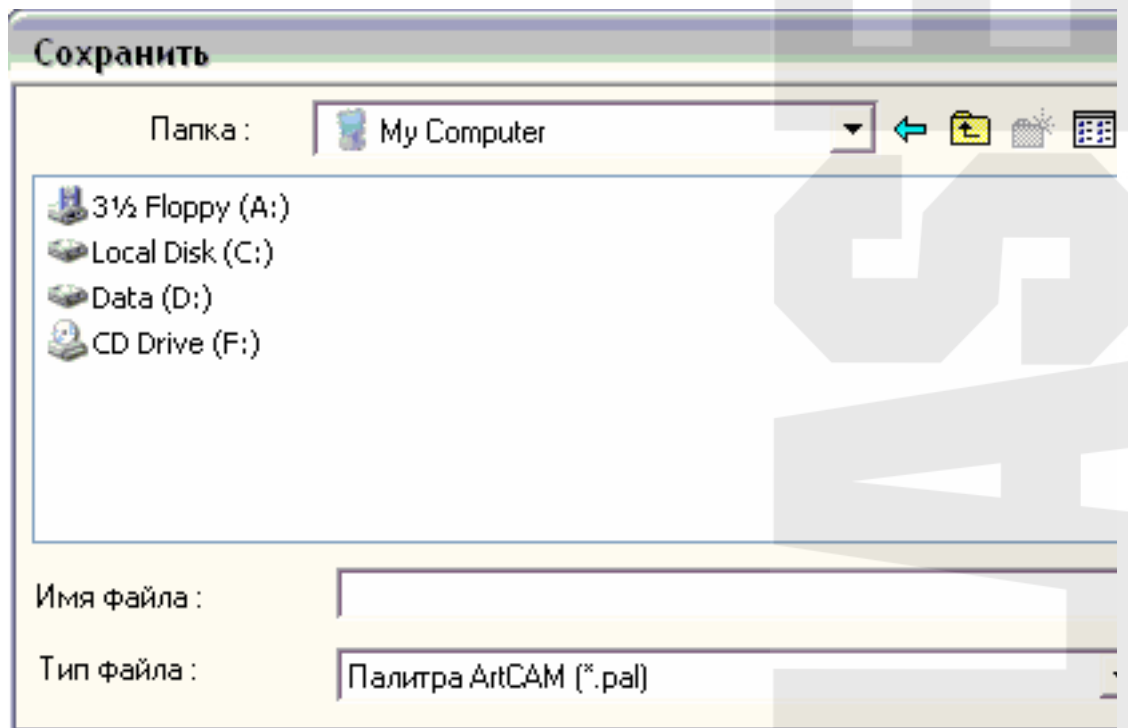 Сохранить
Папка :
My Computer
3½ Floppy (A:)
Local Disk (C:)
Data (D:)
CD Drive (F:)
Имя файла :
Тип файла :
Палитра ArtCAM (*.pal)